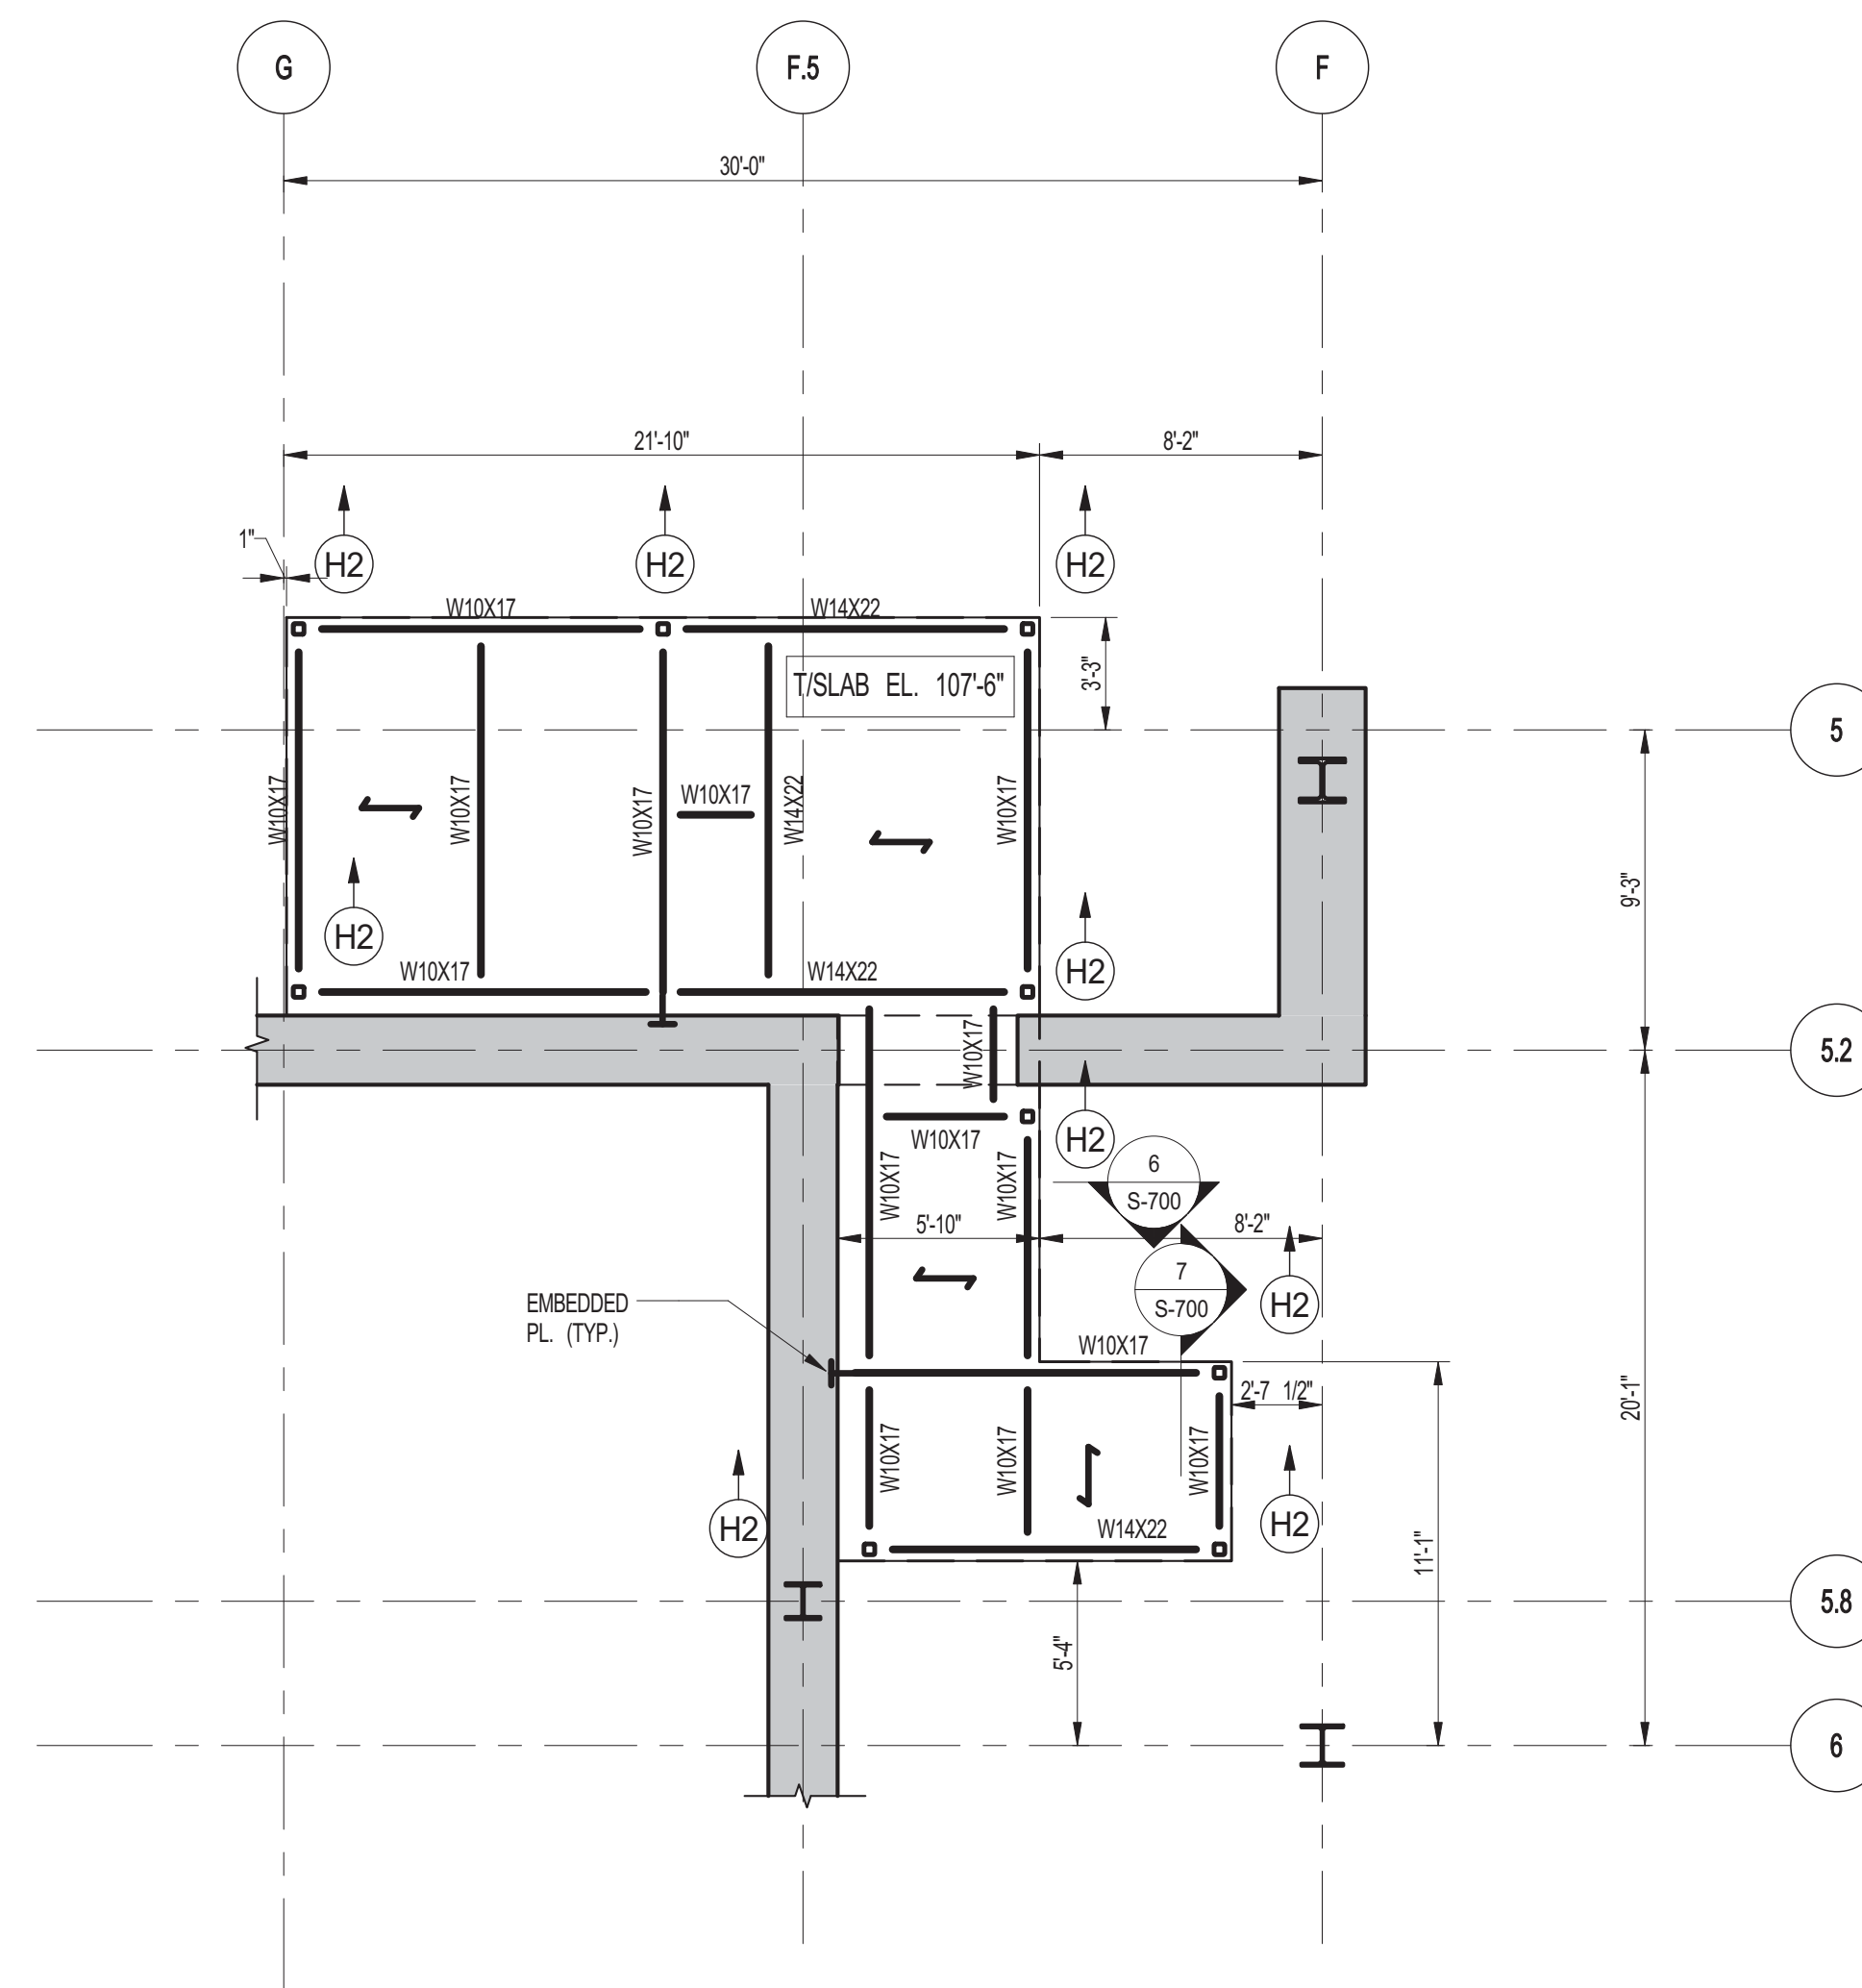 G
F.5
F
30'-0"
21'-10"
8'-2"
1"
H2
H2
H2
W10X17
W14X22
T/SLAB EL. 107'-6"
3'-3"
5
W10X17
W10X17
W10X17
W10X17
W14X22
W10X17
9'-3"
H2
H2
W10X17
W14X22
W10X17
5.2
H2
W10X17
6
S-700
W10X17
W10X17
5'-10"
8'-2"
7
S-700
H2
EMBEDDED
PL. (TYP.)
W10X17
2'-7 1/2"
20'-1"
W10X17
W10X17
W10X17
H2
H2
W14X22
11'-1"
5.8
5'-4"
6